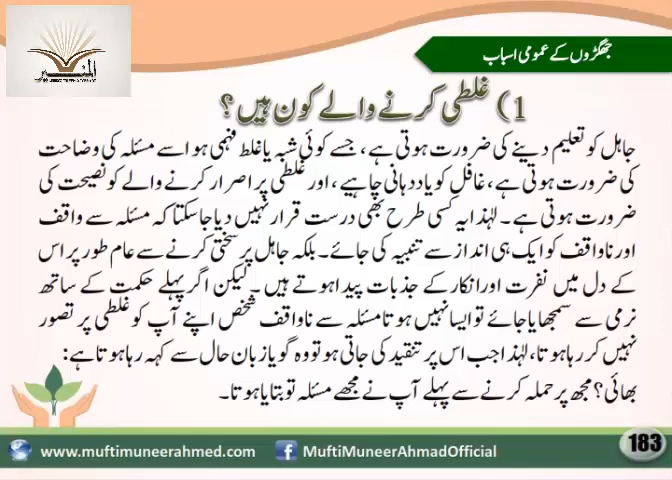 جھگڑوں کے عمومی اسباب
1) غلطی کرنے والے کون ہیں؟
جاہل کو تعلیم دینے کی ضرورت ہوتی ہے، جسے کوئی شبہ یا غلط فہمی ہو اسے مسئلہ کی وضاحت
کی ضرورت ہوتی ہے، غافل کو یاددہانی چاہیے، اور غلطی پر اصرار کرنے والے کو نصیحت کی
ضرورت ہوتی ہے۔ لہٰذا یہ کسی طرح بھی درست قرار نہیں دیا جاسکتا کہ مسئلہ سے واقف
اور ناواقف کو ایک ہی انداز سے تنبیہ کی جائے۔ بلکہ جاہل پر سختی کرنے سے عام طور پر اس
کے دل میں نفرت اور انکار کے جذبات پیدا ہوتے ہیں۔ لیکن اگر پہلے حکمت کے ساتھ
نرمی سے سمجھایا جائے تو ایسا نہیں ہوتا مسئلہ سے ناواقف شخص اپنے آپ کو غلطی پر تصور
نہیں کر رہا ہوتا، لہٰذا جب اس پر تنقید کی جاتی ہو تو وہ گویا زبان حال سے کہہ رہا ہوتا ہے:
بھائی؟ مجھ پر حملہ کرنے سے پہلے آپ نے مجھے مسئلہ تو بتایا ہوتا۔
www.muftimuneerahmed.com MuftiMuneerAhmadOfficial 183